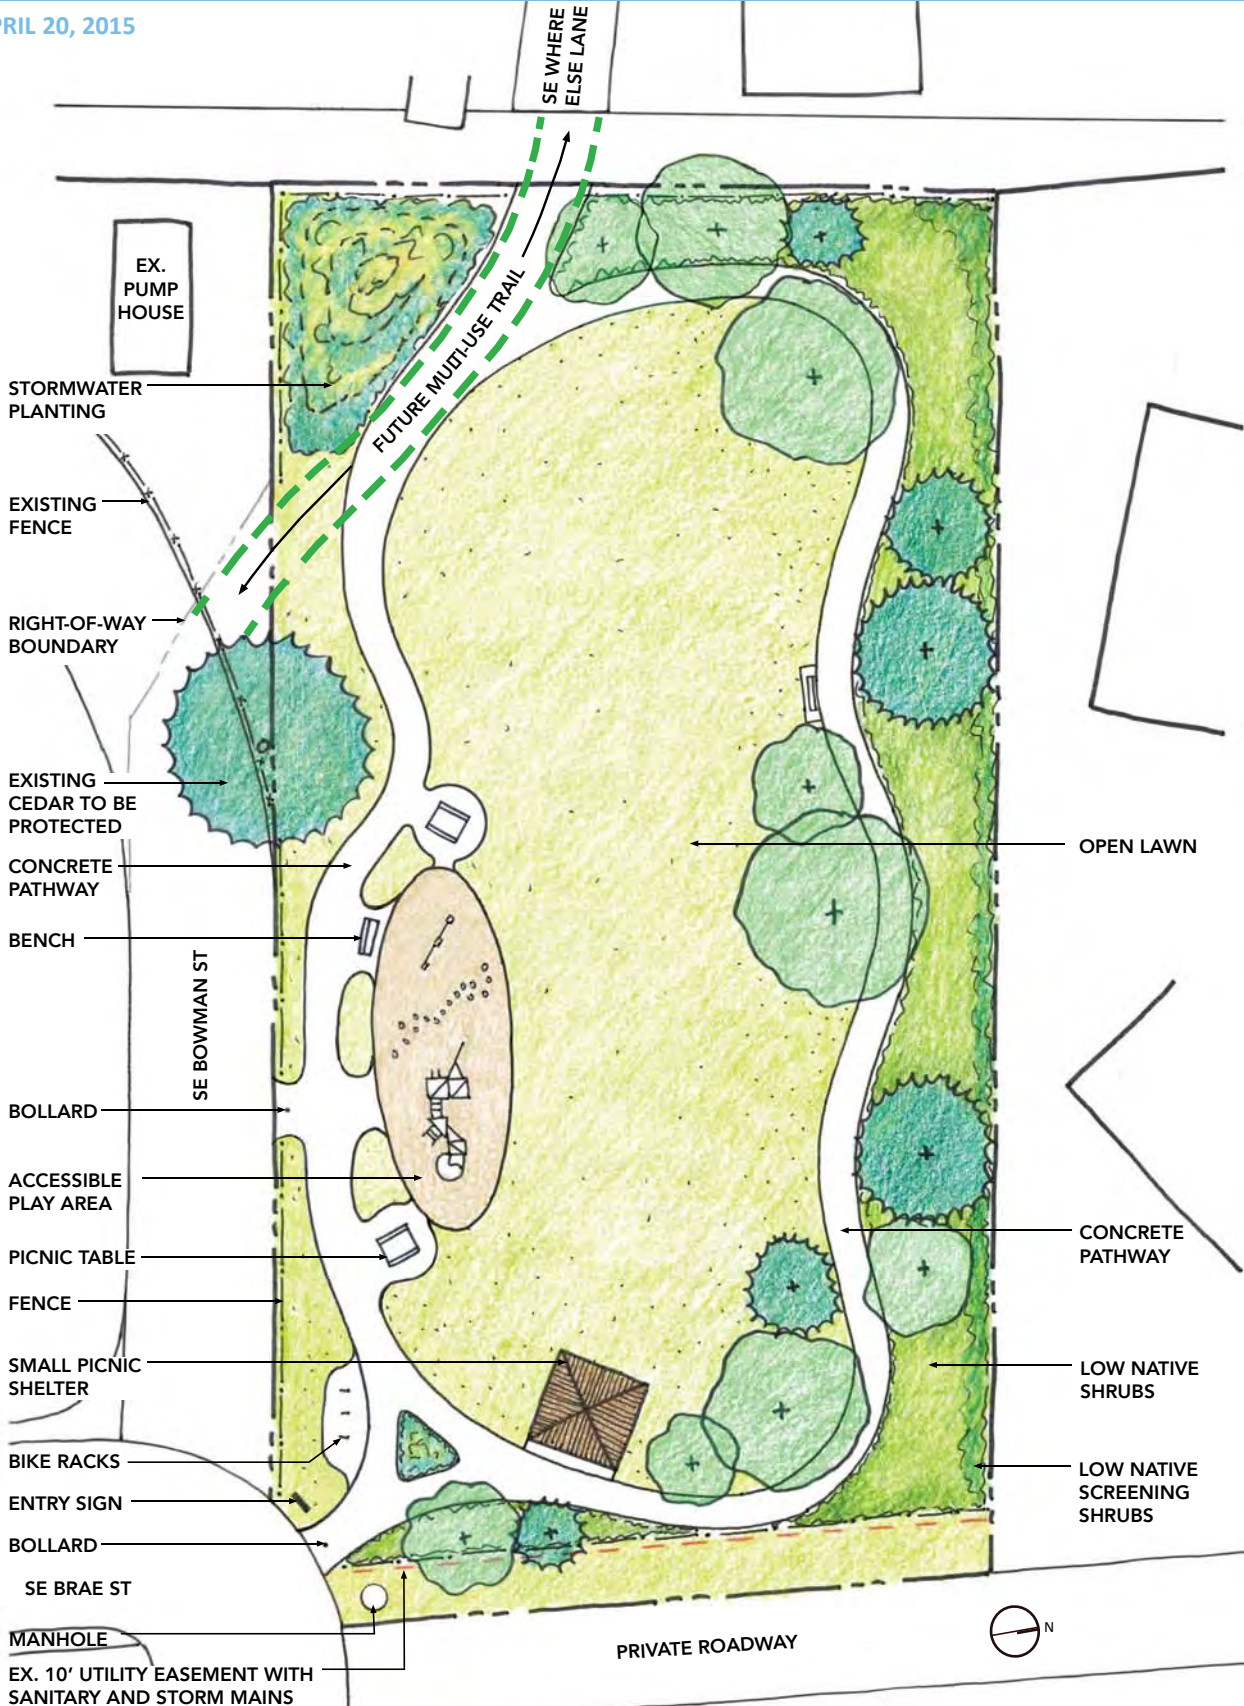 PRIL 20, 2015
SE WHERE
ELSE LANE
EX.
PUMP
HOUSE
FUTURE MULTI-USE TRAIL
STORMWATER
PLANTING
EXISTING
FENCE
RIGHT-OF-WAY
BOUNDARY
EXISTING
CEDAR TO BE
PROTECTED
CONCRETE
PATHWAY
BENCH
SE BOWMAN ST
BOLLARD
ACCESSIBLE
PLAY AREA
PICNIC TABLE
FENCE
SMALL PICNIC
SHELTER
BIKE RACKS
ENTRY SIGN
BOLLARD
SE BRAE ST
MANHOLE
EX. 10' UTILITY EASEMENT WITH
SANITARY AND STORM MAINS
OPEN LAWN
CONCRETE
PATHWAY
LOW NATIVE
SHRUBS
LOW NATIVE
SCREENING
SHRUBS
PRIVATE ROADWAY
N